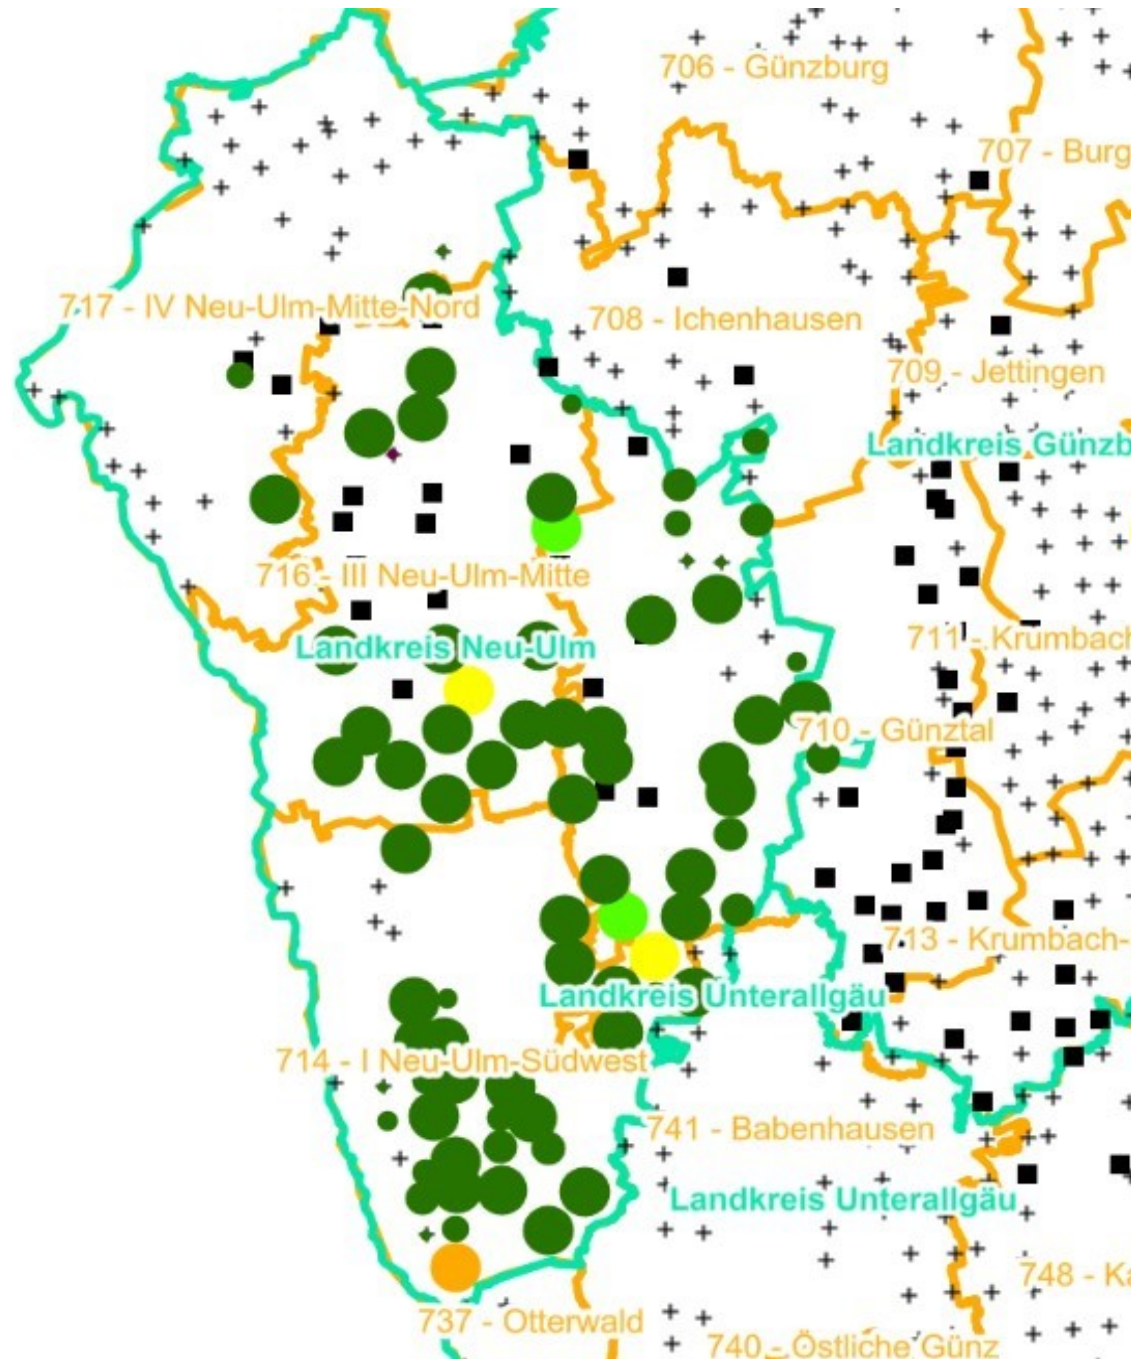 706 - Günzburg
707 - Burg
717 - IV Neu-Ulm-Mitte-Nord
708 - Ichenhausen
709 - Jettingen
Landkreis Günzb
716 - III Neu-Ulm-Mitte
711 - Krumbach
Landkreis Neu-Ulm
710 - Günztal
713 - Krumbach-
Landkreis Unterallgäu
714 - I Neu-Ulm-Südwest
741 - Babenhausen
Landkreis Unterallgäu
748 - Ka
737 - Otterwald
740 - Östliche Günz